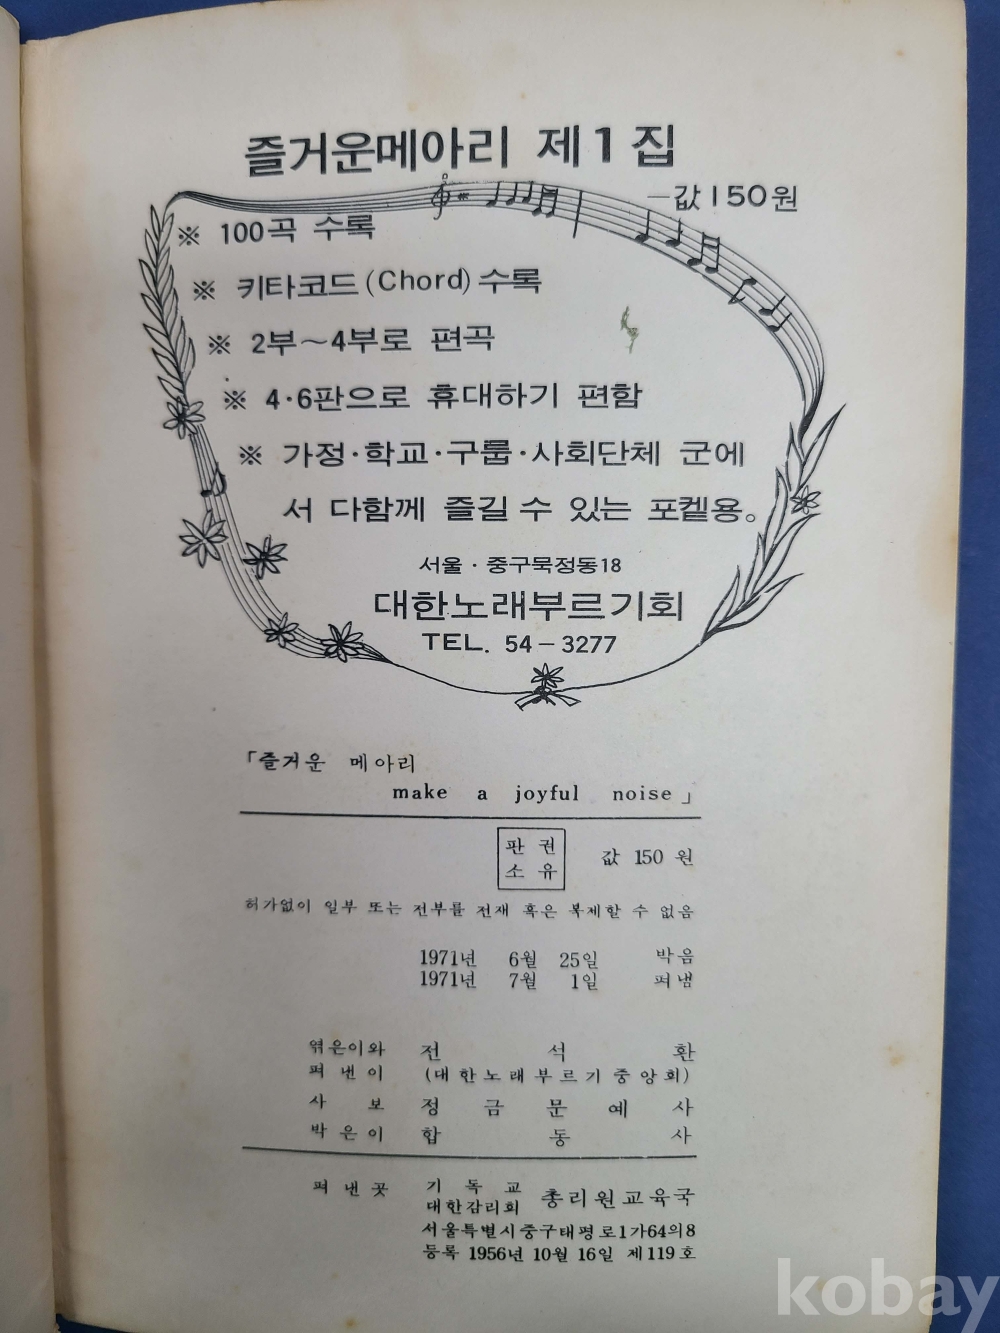 즐거운메아리 제1집
—값 150원
※ 100곡 수록
※ 키타코드(Chord) 수록
※ 2부~4부로 편곡
※ 4·6판으로 휴대하기 편함
※ 가정·학교·구룹·사회단체 군에
서 다함께 즐길 수 있는 포켙용。
서울·중구묵정동18
대한노래부르기회
TEL. 54-3277
「즐거운 메아리
make a joyful noise」
판권
소유
값 150 원
허가없이 일부 또는 전부를 전재 혹은 복제할 수 없음
1971년 6월 25일 박음
1971년 7월 1일 펴냄
엮은이와 전석환
펴낸이 (대한노래부르기중앙회)
사보 정금문예사
박은이 합동사
펴낸곳 기독교 대한감리회 총리원교육국
서울특별시중구태평로1가64의8
등록 1956년 10월 16일 제119호
kobay